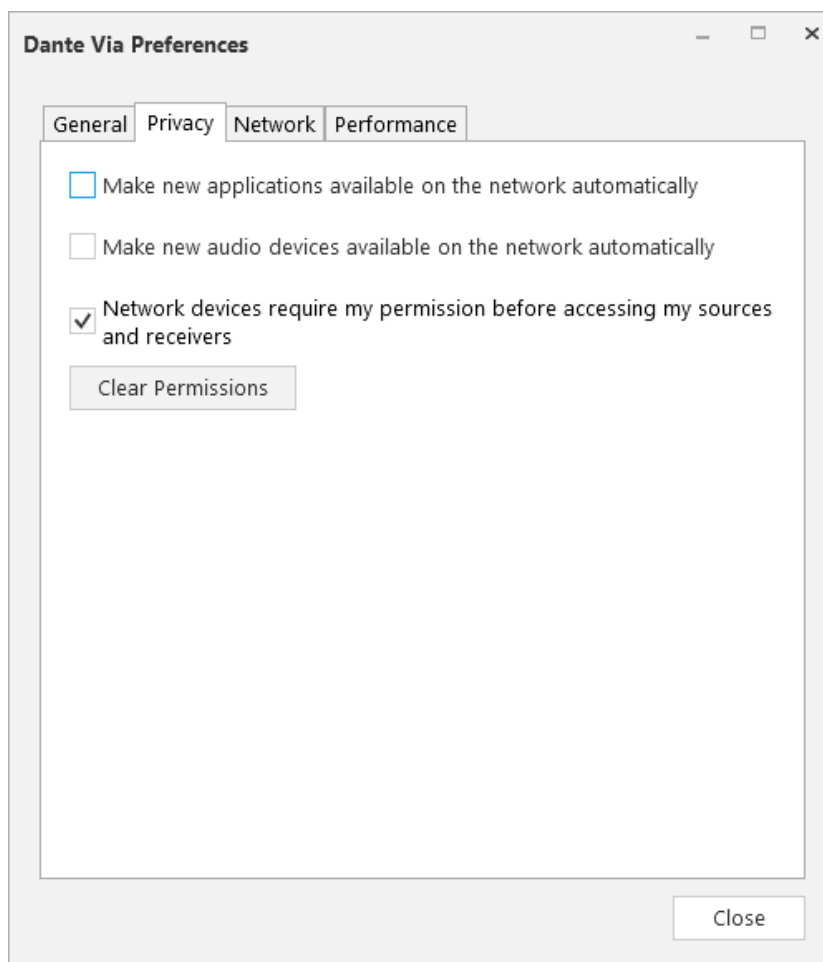 Dante Via Preferences
General Privacy Network Performance
Make new applications available on the network automatically
Make new audio devices available on the network automatically
Network devices require my permission before accessing my sources
and receivers
Clear Permissions
Close